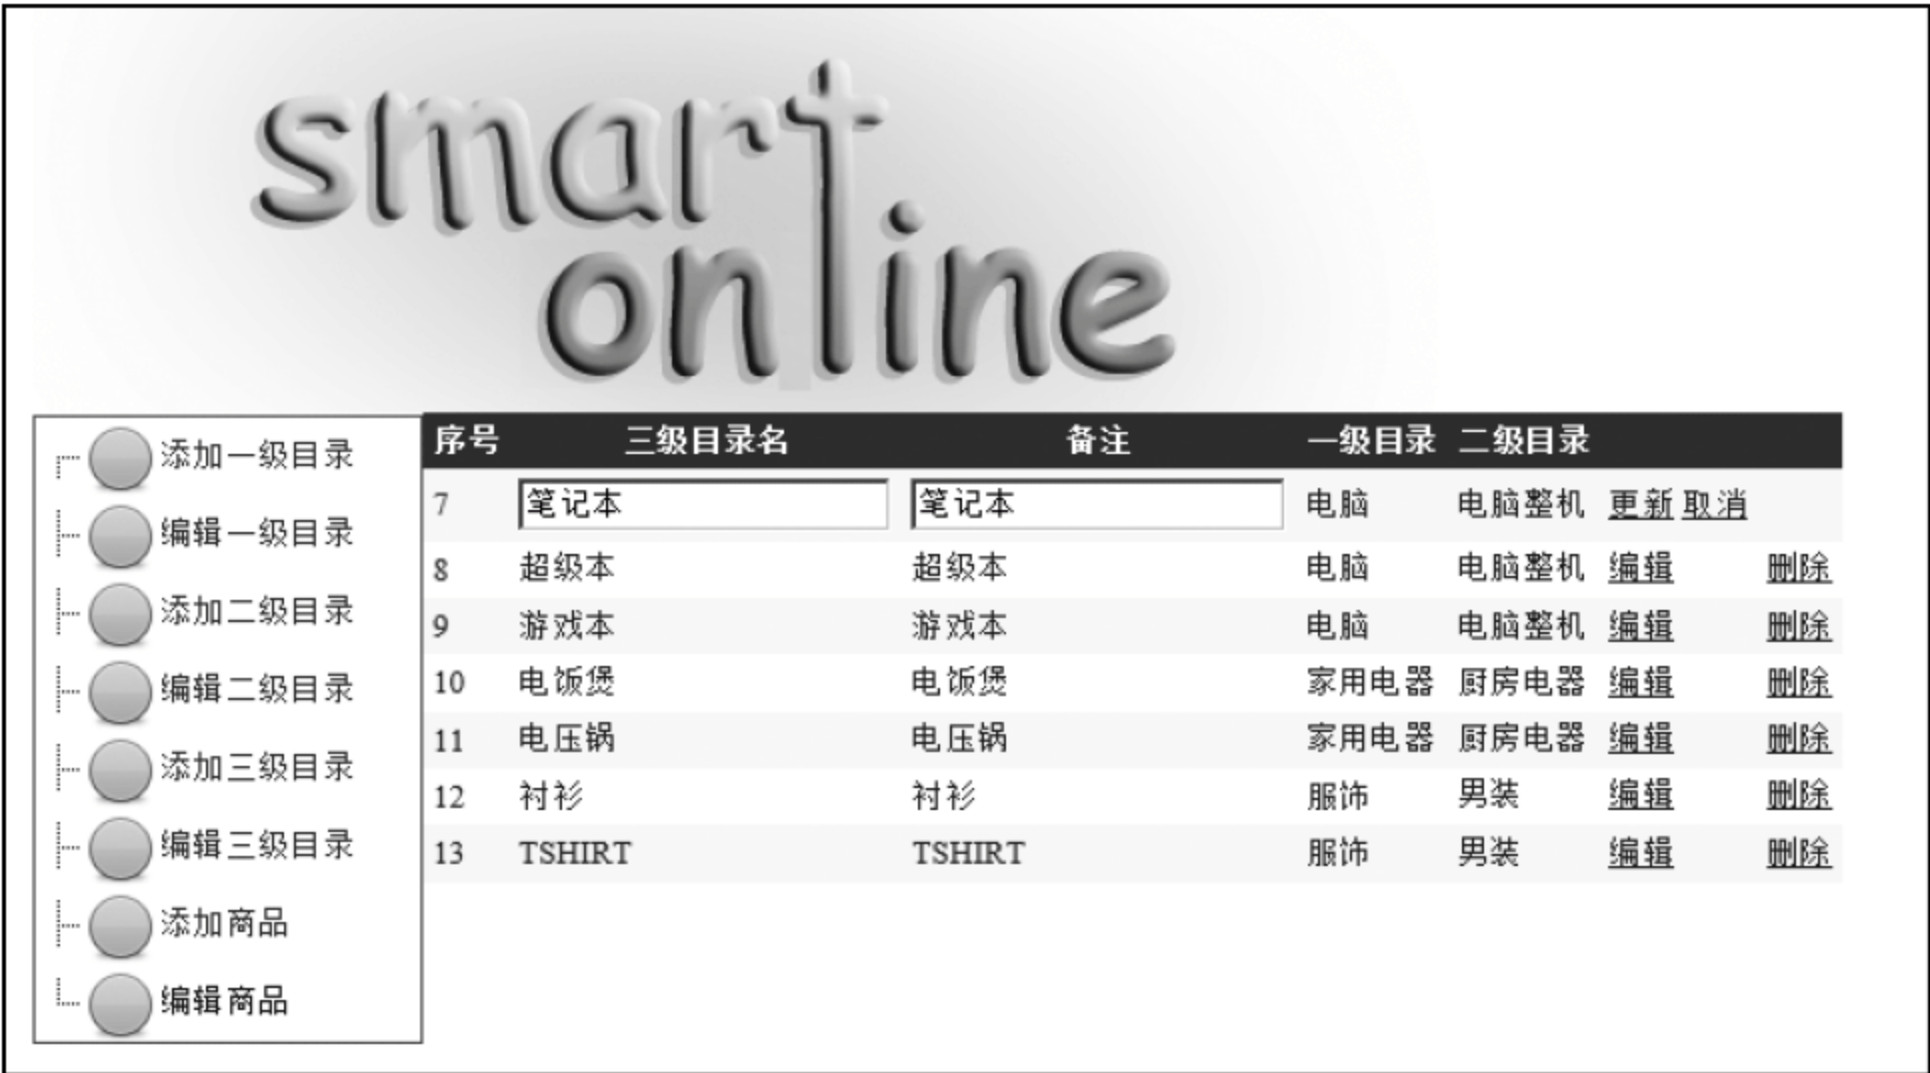 smart
online
添加一级目录
编辑一级目录
添加二级目录
编辑二级目录
添加三级目录
编辑三级目录
添加商品
编辑商品
序号 三级目录名 备注 一级目录 二级目录
7 笔记本 笔记本 电脑 电脑整机 更新 取消
8 超级本 超级本 电脑 电脑整机 编辑 删除
9 游戏本 游戏本 电脑 电脑整机 编辑 删除
10 电饭煲 电饭煲 家用电器 厨房电器 编辑 删除
11 电压锅 电压锅 家用电器 厨房电器 编辑 删除
12 衬衫 衬衫 服饰 男装 编辑 删除
13 TSHIRT TSHIRT 服饰 男装 编辑 删除